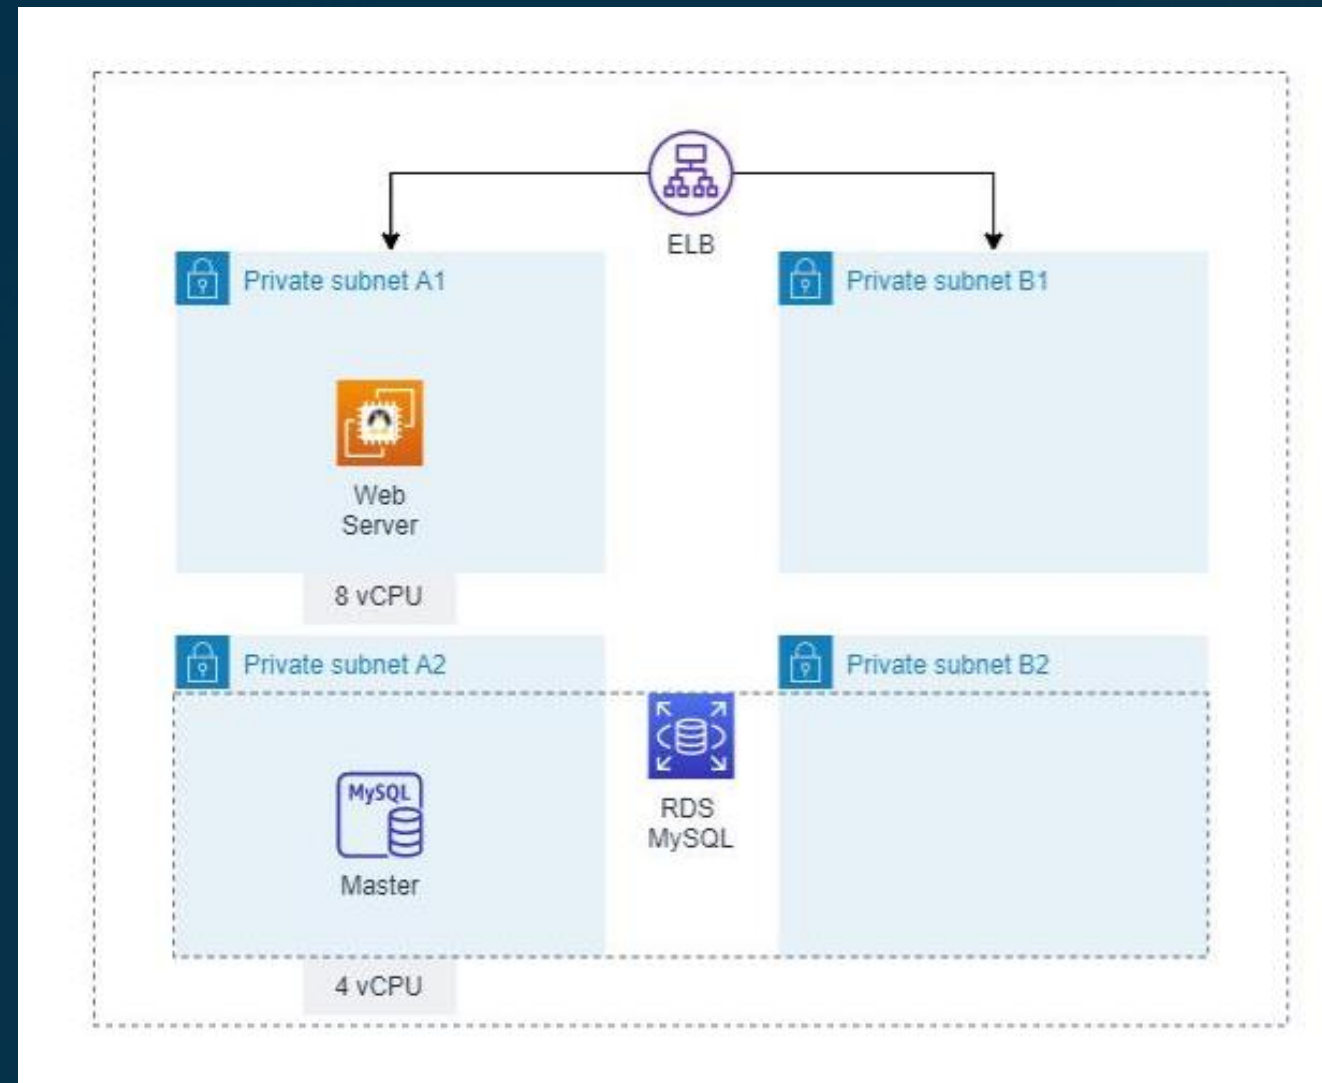 ELB
Private subnet A1
Private subnet B1
Web
Server
8 vCPU
Private subnet A2
Private subnet B2
MySQL
Master
RDS
MySQL
4 vCPU